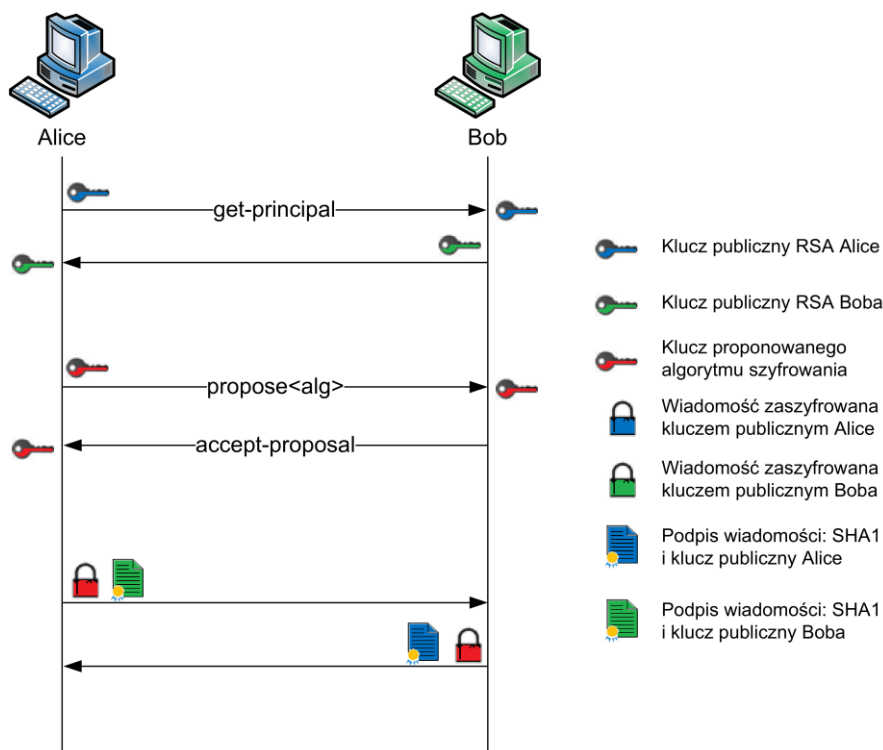 Alice
Bob
get-principal
propose<alg>
accept-proposal
Klucz publiczny RSA Alice
Klucz publiczny RSA Boba
Klucz proponowanego
algorytmu szyfrowania
Wiadomość zaszyfrowana
kluczem publicznym Alice
Wiadomość zaszyfrowana
kluczem publicznym Boba
Podpis wiadomości: SHA1
i klucz publiczny Alice
Podpis wiadomości: SHA1
i klucz publiczny Boba